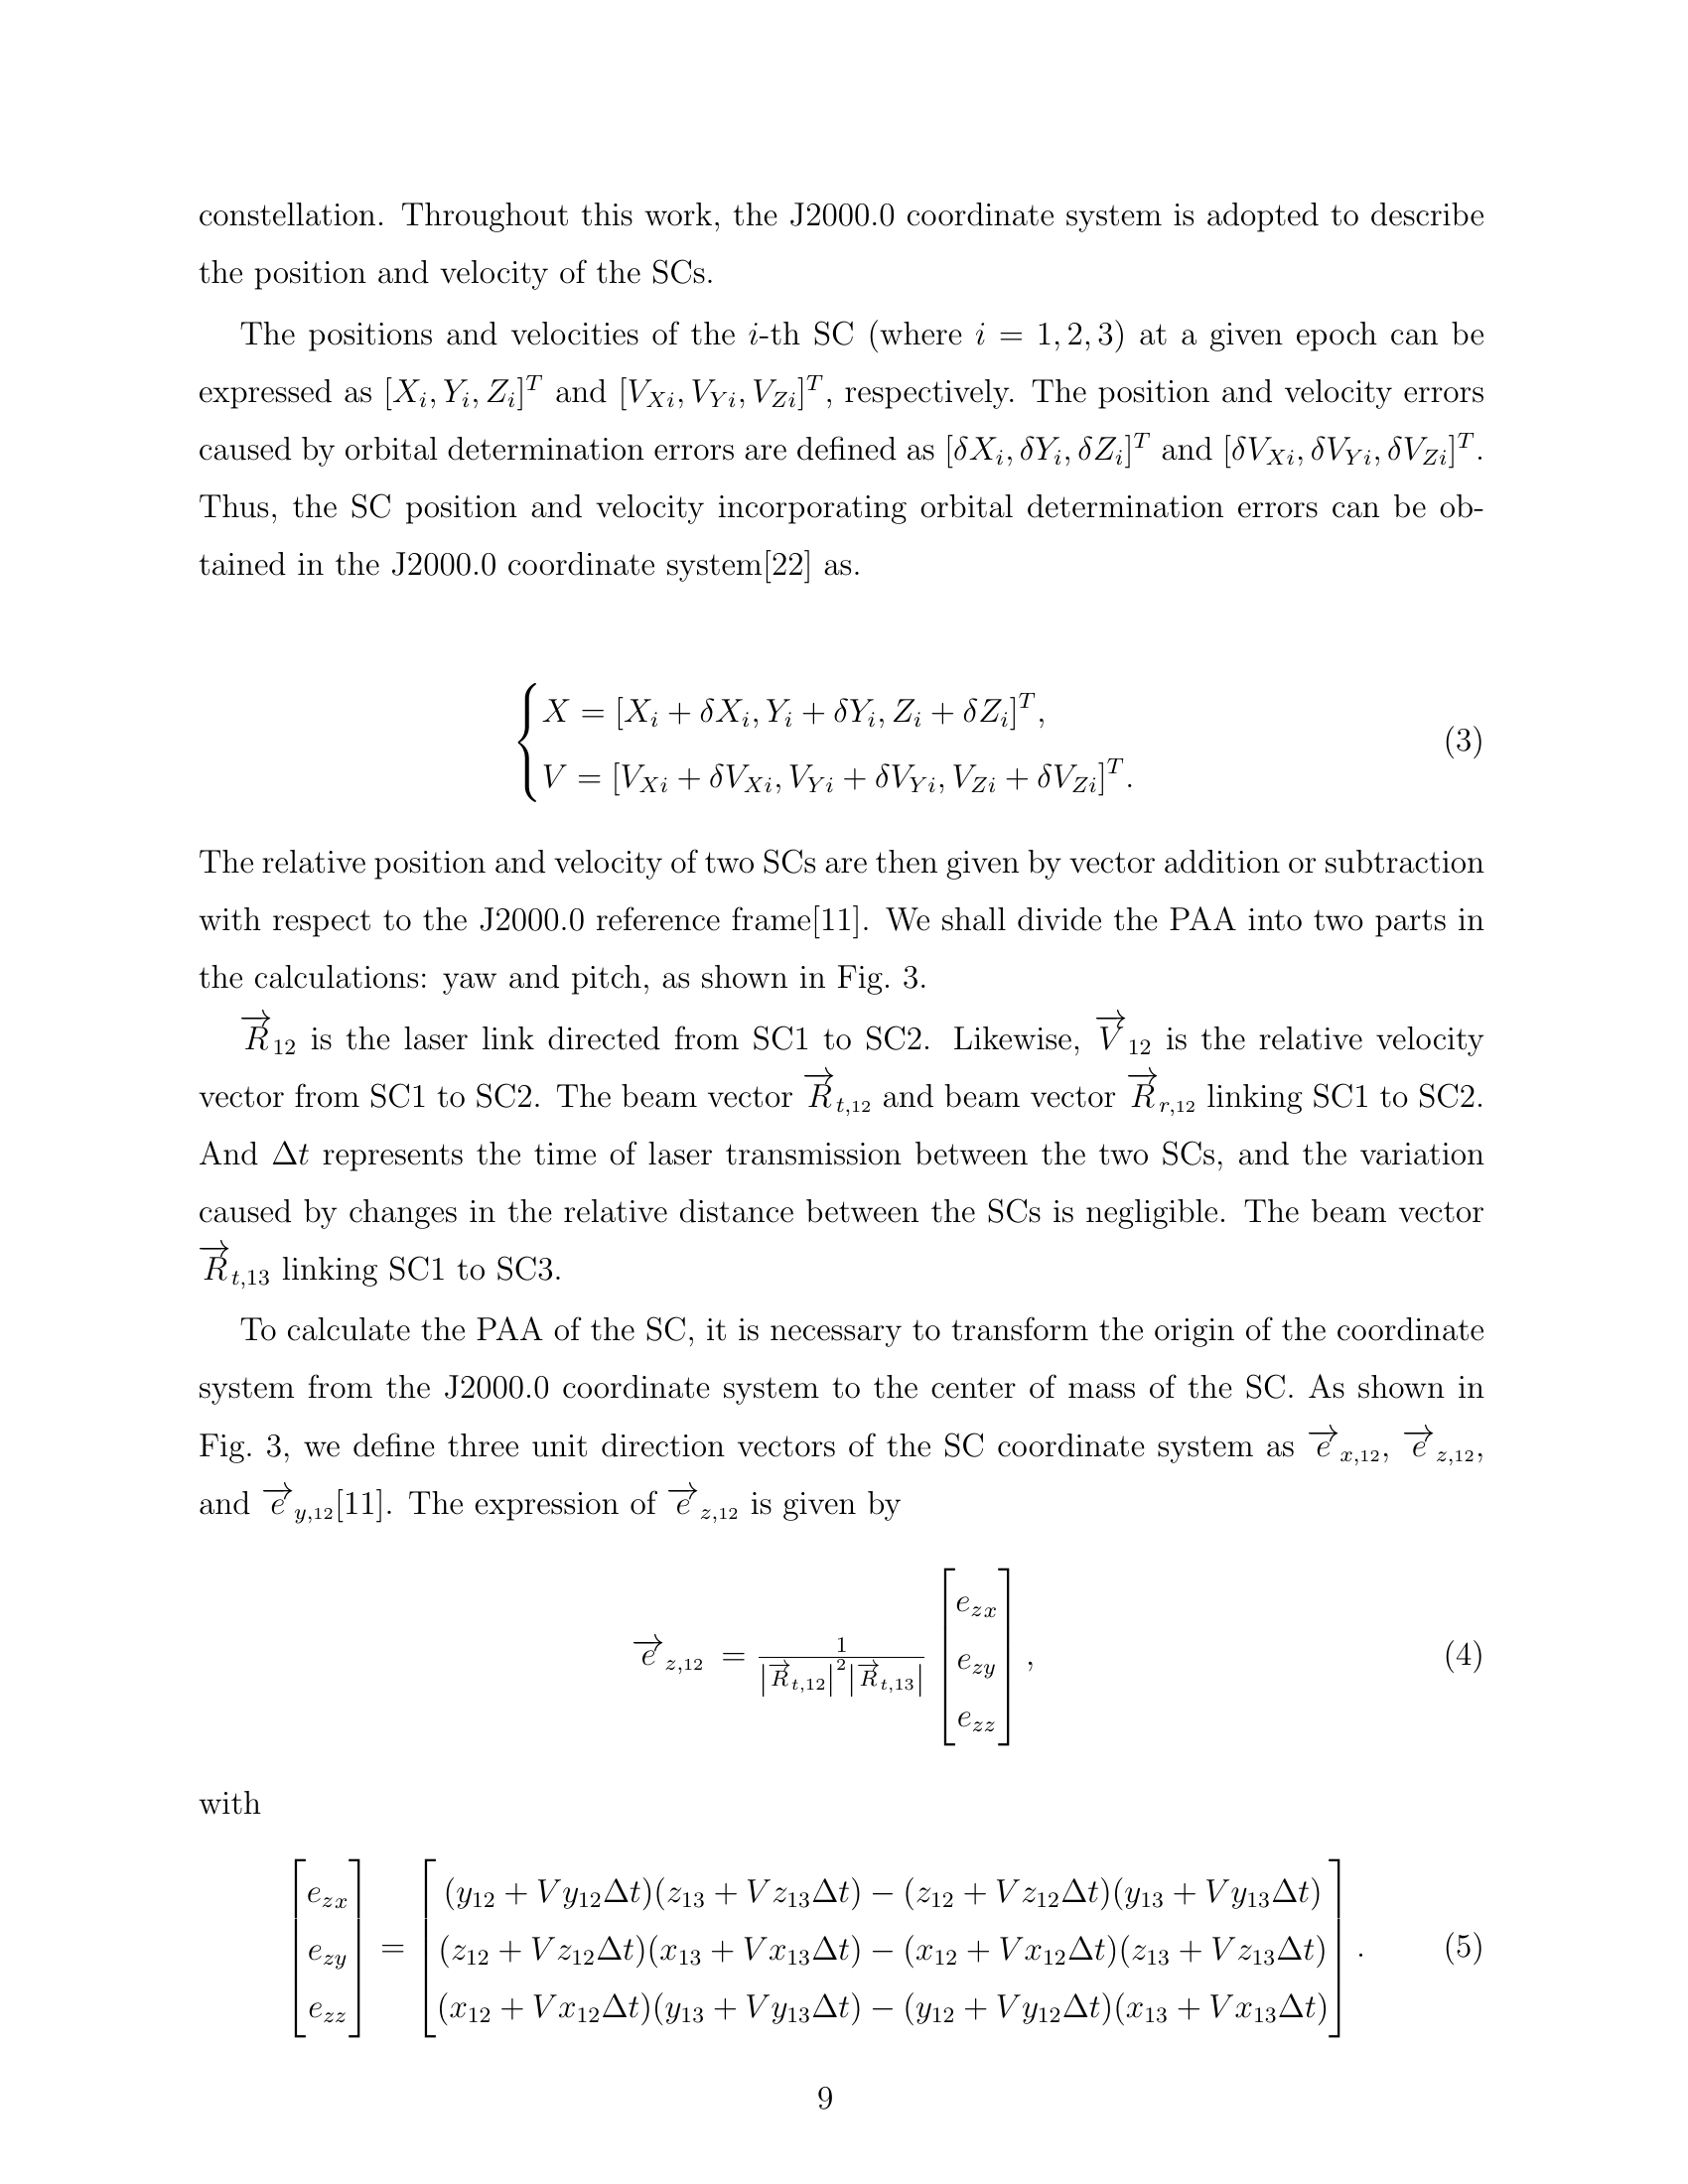 constellation. Throughout this work, the J2000.0 coordinate system is adopted to describe
the position and velocity of the SCs.
The positions and velocities of the $i$-th SC (where $i = 1, 2, 3$) at a given epoch can be
expressed as $[X_i, Y_i, Z_i]^T$ and $[V_{Xi}, V_{Yi}, V_{Zi}]^T$, respectively. The position and velocity errors
caused by orbital determination errors are defined as $[\delta X_i, \delta Y_i, \delta Z_i]^T$ and $[\delta V_{Xi}, \delta V_{Yi}, \delta V_{Zi}]^T$.
Thus, the SC position and velocity incorporating orbital determination errors can be ob-
tained in the J2000.0 coordinate system[22] as.
$$\begin{cases} X = [X_i + \delta X_i, Y_i + \delta Y_i, Z_i + \delta Z_i]^T, \\ V = [V_{Xi} + \delta V_{Xi}, V_{Yi} + \delta V_{Yi}, V_{Zi} + \delta V_{Zi}]^T. \end{cases} \quad (3)$$
The relative position and velocity of two SCs are then given by vector addition or subtraction
with respect to the J2000.0 reference frame[11]. We shall divide the PAA into two parts in
the calculations: yaw and pitch, as shown in Fig. 3.
$\overrightarrow{R}_{12}$ is the laser link directed from SC1 to SC2. Likewise, $\overrightarrow{V}_{12}$ is the relative velocity
vector from SC1 to SC2. The beam vector $\overrightarrow{R}_{t,12}$ and beam vector $\overrightarrow{R}_{r,12}$ linking SC1 to SC2.
And $\Delta t$ represents the time of laser transmission between the two SCs, and the variation
caused by changes in the relative distance between the SCs is negligible. The beam vector
$\overrightarrow{R}_{t,13}$ linking SC1 to SC3.
To calculate the PAA of the SC, it is necessary to transform the origin of the coordinate
system from the J2000.0 coordinate system to the center of mass of the SC. As shown in
Fig. 3, we define three unit direction vectors of the SC coordinate system as $\overrightarrow{e}_{x,12}$, $\overrightarrow{e}_{z,12}$,
and $\overrightarrow{e}_{y,12}$[11]. The expression of $\overrightarrow{e}_{z,12}$ is given by
$$\overrightarrow{e}_{z,12} = \frac{1}{|\overrightarrow{R}_{t,12}|^2 |\overrightarrow{R}_{t,13}|} \begin{bmatrix} e_{zx} \\ e_{zy} \\ e_{zz} \end{bmatrix}, \quad (4)$$
with
$$\begin{bmatrix} e_{zx} \\ e_{zy} \\ e_{zz} \end{bmatrix} = \begin{bmatrix} (y_{12} + Vy_{12}\Delta t)(z_{13} + Vz_{13}\Delta t) - (z_{12} + Vz_{12}\Delta t)(y_{13} + Vy_{13}\Delta t) \\ (z_{12} + Vz_{12}\Delta t)(x_{13} + Vx_{13}\Delta t) - (x_{12} + Vx_{12}\Delta t)(z_{13} + Vz_{13}\Delta t) \\ (x_{12} + Vx_{12}\Delta t)(y_{13} + Vy_{13}\Delta t) - (y_{12} + Vy_{12}\Delta t)(x_{13} + Vx_{13}\Delta t) \end{bmatrix}. \quad (5)$$
9